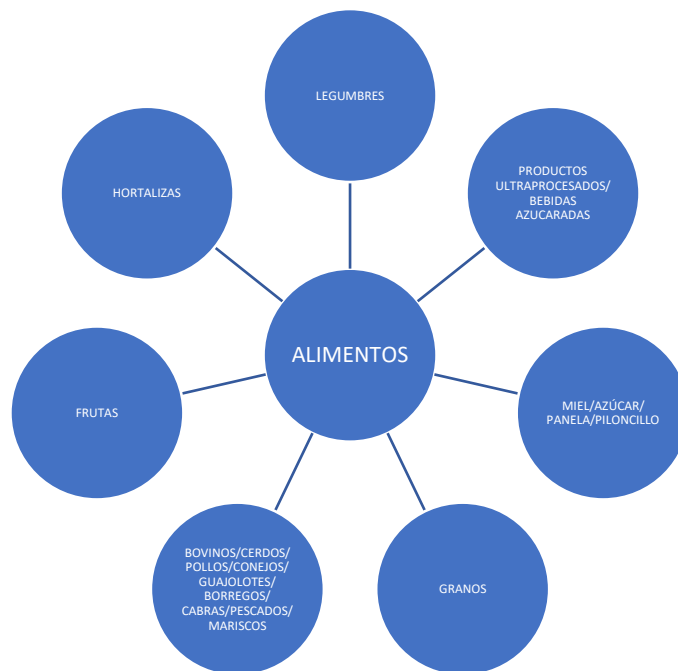 LEGUMBRES
PRODUCTOS
ULTRAPROCESADOS/
BEBIDAS
AZUCARADAS
HORTALIZAS
ALIMENTOS
FRUTAS
MIEL/AZÚCAR/
PANELA/PILONCILLO
BOVINOS/CERDOS/
POLLOS/CONEJOS/
GUAJOLOTES/
BORREGOS/
CABRAS/PESCADOS/
MARISCOS
GRANOS